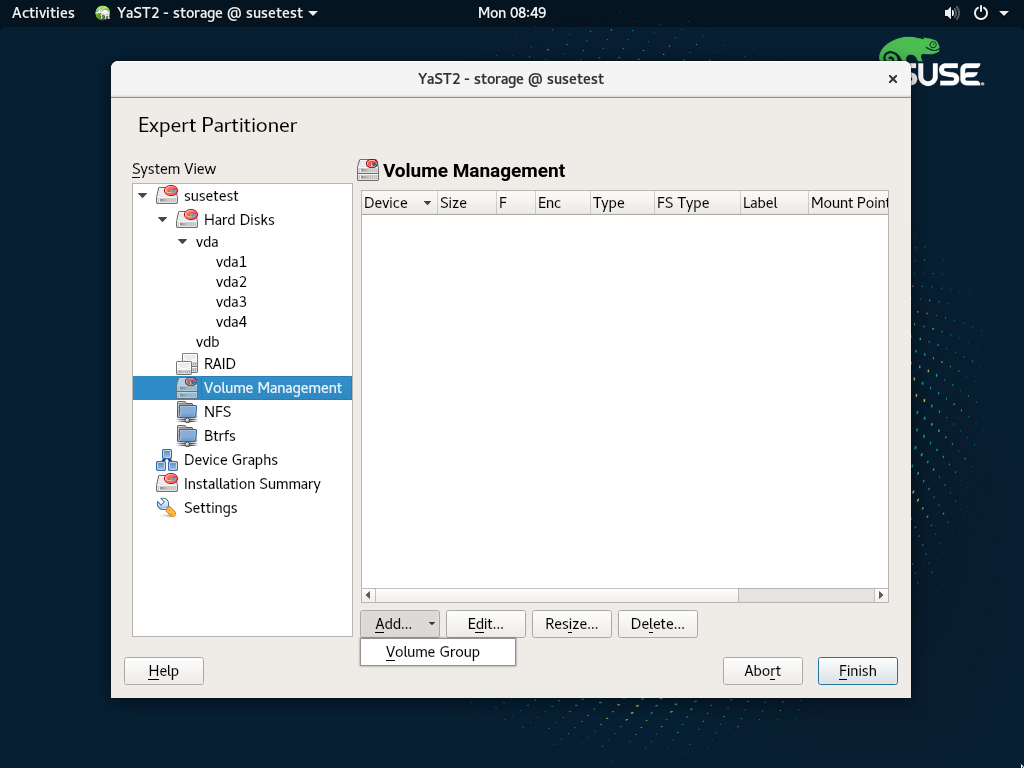 Activities YaST2 - storage @ susetest Mon 08:49
SUSE.
YaST2 - storage @ susetest
Expert Partitioner
System View
susetest
Hard Disks
vda
vda1
vda2
vda3
vda4
vdb
RAID
Volume Management
NFS
Btrfs
Device Graphs
Installation Summary
Settings
Volume Management
Device Size F Enc Type FS Type Label Mount Point
Add... Edit... Resize... Delete...
Volume Group
Help Abort Finish